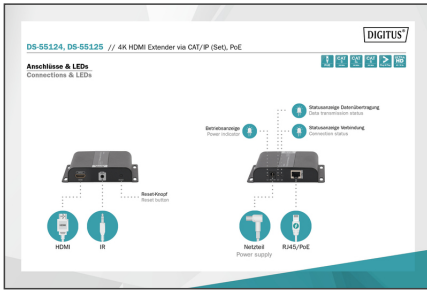 DIGITUS®
DS-55124, DS-55125 // 4K HDMI Extender via CAT/IP (Set), PoE
Anschlüsse & LEDs
Connections & LEDs
Statusanzeige Datenübertragung
Data transmission status
Betriebsanzeige
Power indicator
Statusanzeige Verbindung
Connection status
Reset-Knopf
Reset button
HDMI
IR
Netzteil
Power supply
RJ45/PoE